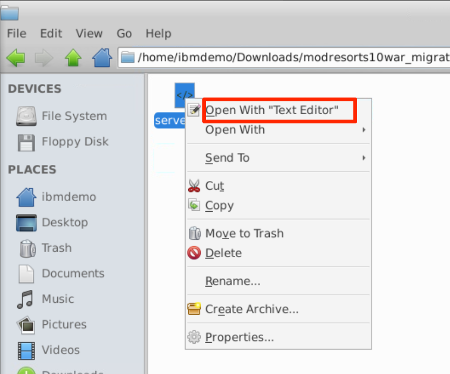 File Edit View Go Help
/home/ibmdemo/Downloads/modresorts10war_migrat
DEVICES
File System
Floppy Disk
PLACES
ibmdemo
Desktop
Trash
Documents
Music
Pictures
Videos
Downloads
</>
serve
Open With "Text Editor"
Open With
Send To
Cut
Copy
Move to Trash
Delete
Rename...
Create Archive...
Properties...